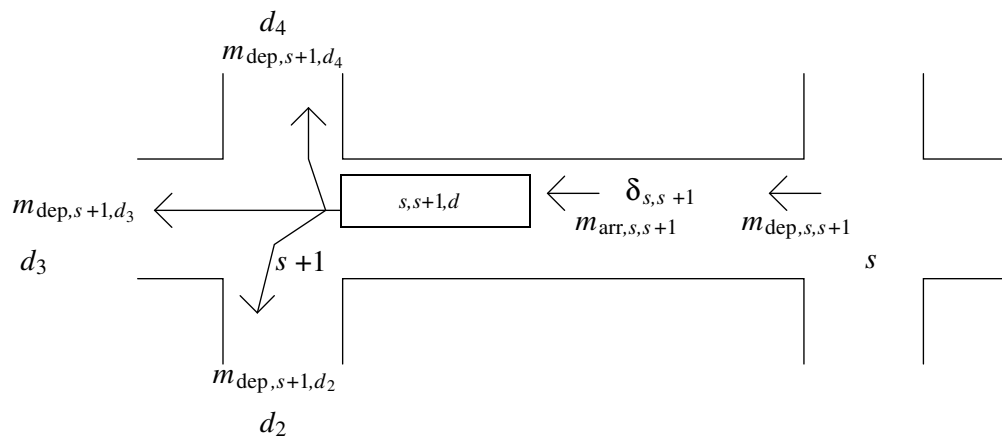 d₄
m_dep,s+1,d₄
s,s+1,d
δ_s,s+1
m_dep,s+1,d₃
m_arr,s,s+1
m_dep,s,s+1
d₃
s+1
s
m_dep,s+1,d₂
d₂